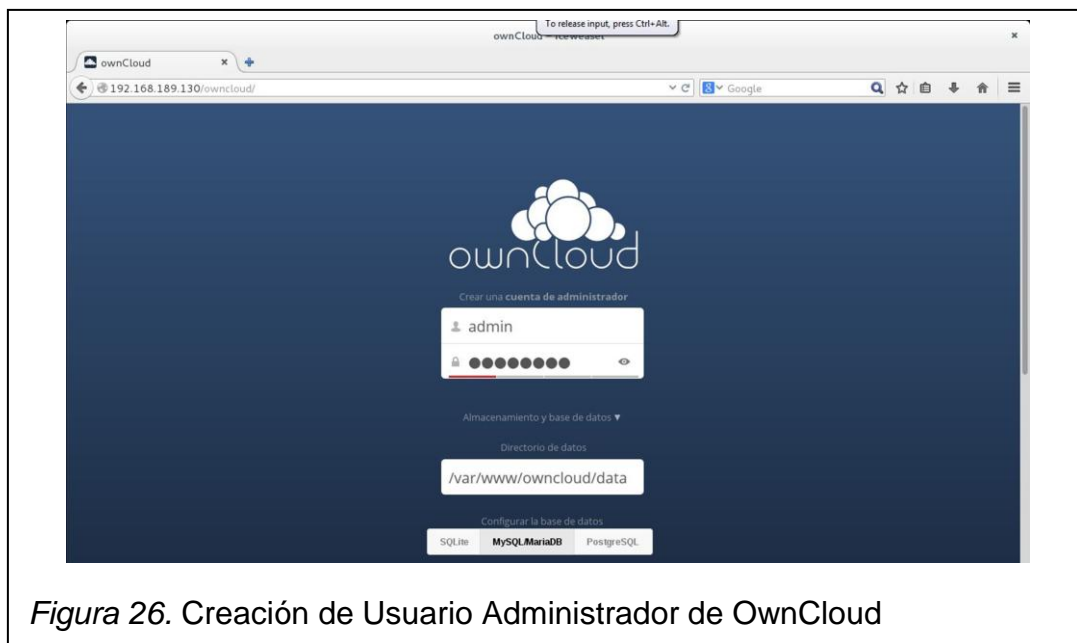 To release input, press Ctrl+Alt.
ownCloud – Iceweasel
ownCloud
192.168.189.130/owncloud/
Google
ownCloud
Crear una cuenta de administrador
admin
Almacenamiento y base de datos ▼
Directorio de datos
/var/www/owncloud/data
Configurar la base de datos
SQLite MySQL/MariaDB PostgreSQL
Figura 26. Creación de Usuario Administrador de OwnCloud